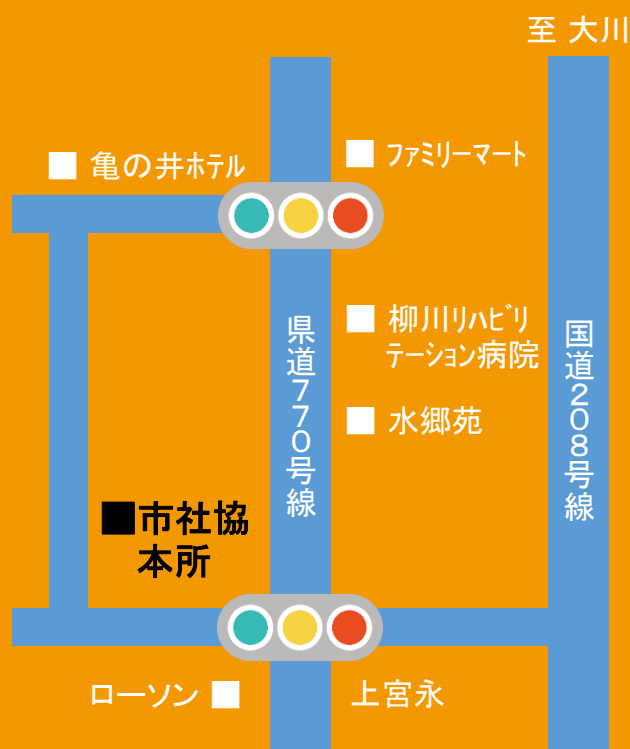 至 大川
■ 亀の井ホテル
■ ファミリーマート
県道770号線
■ 柳川リハビリ
テーション病院
国道208号線
■ 水郷苑
■市社協
本所
ローソン ■
上宮永